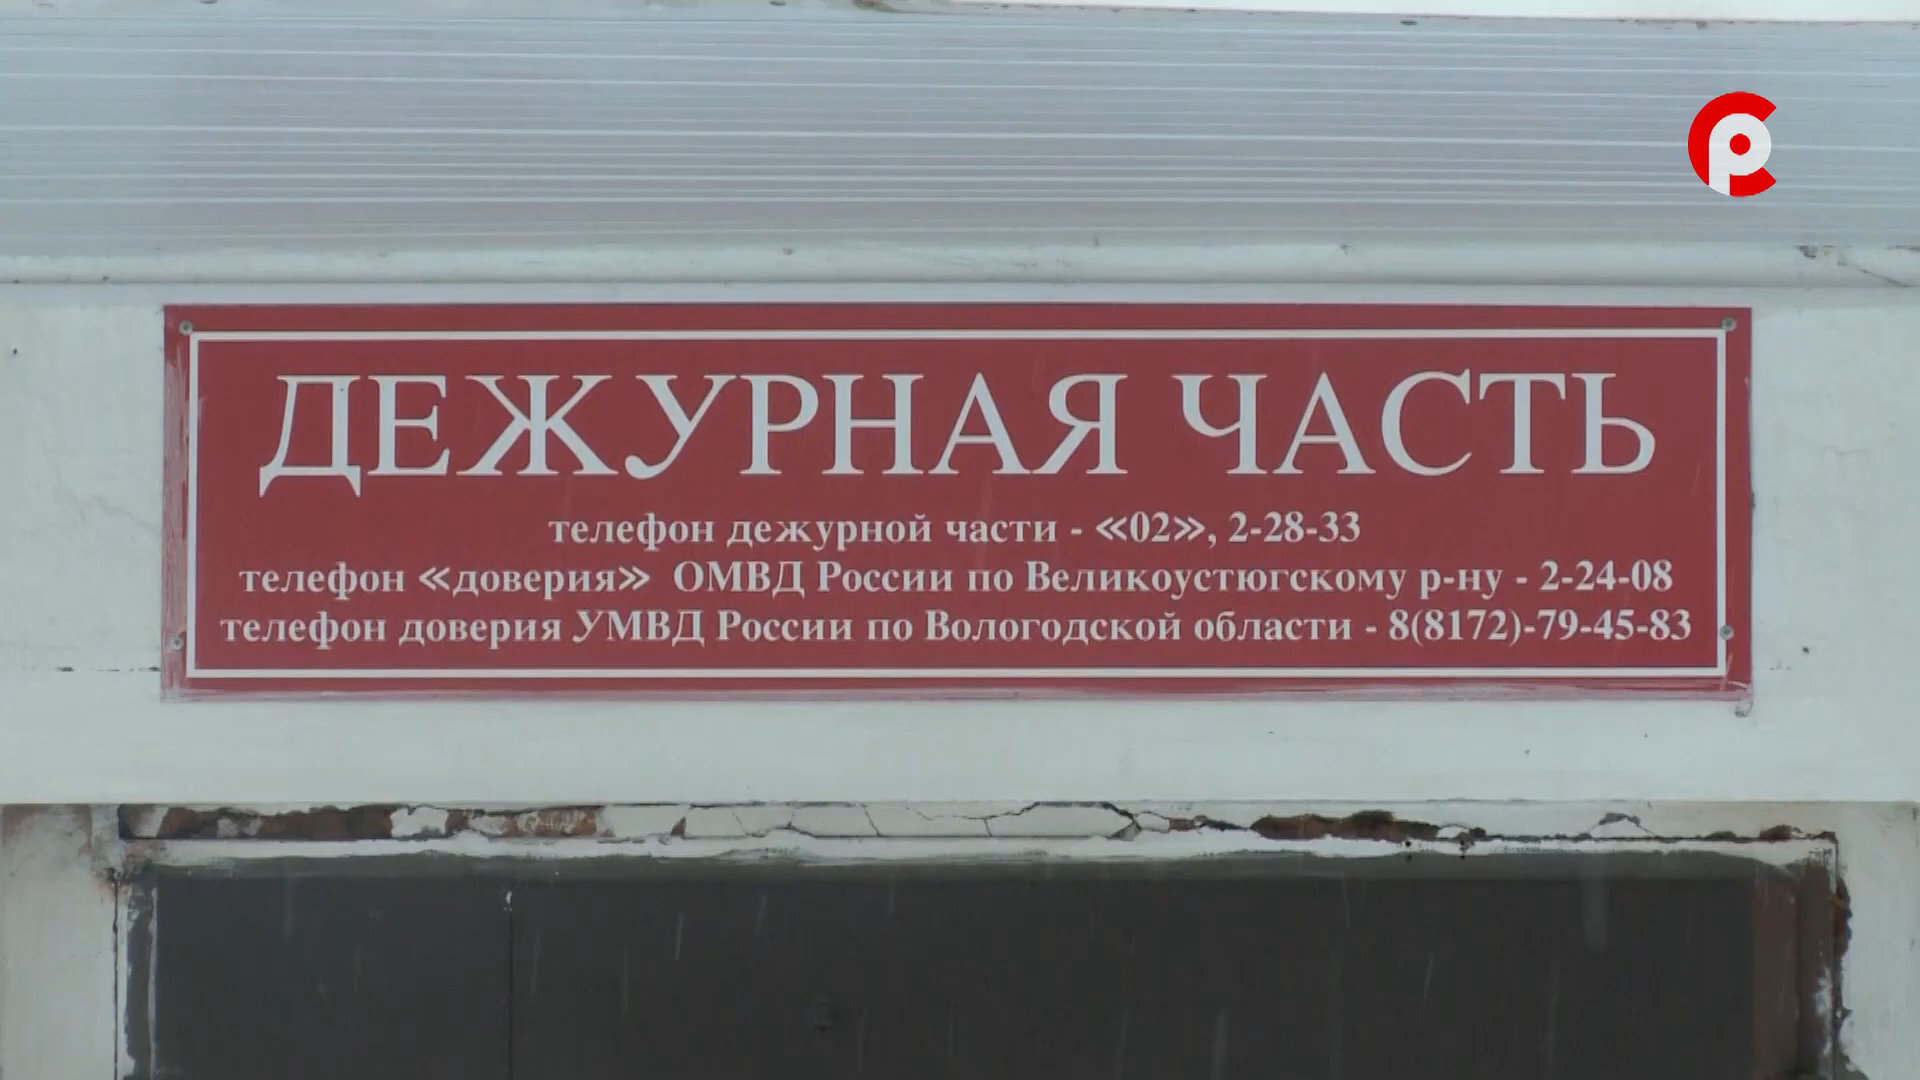 ДЕЖУРНАЯ ЧАСТЬ
телефон дежурной части - «02», 2-28-33
телефон «доверия» ОМВД России по Великоустюгскому р-ну - 2-24-08
телефон доверия УМВД России по Вологодской области - 8(8172)-79-45-83